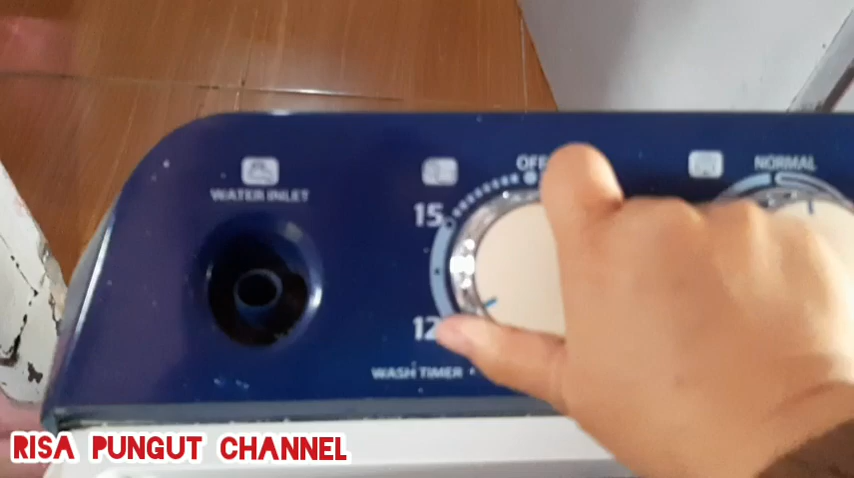 WATER INLET
OFF
NORMAL
15
12
WASH TIMER
RISA PUNGUT CHANNEL